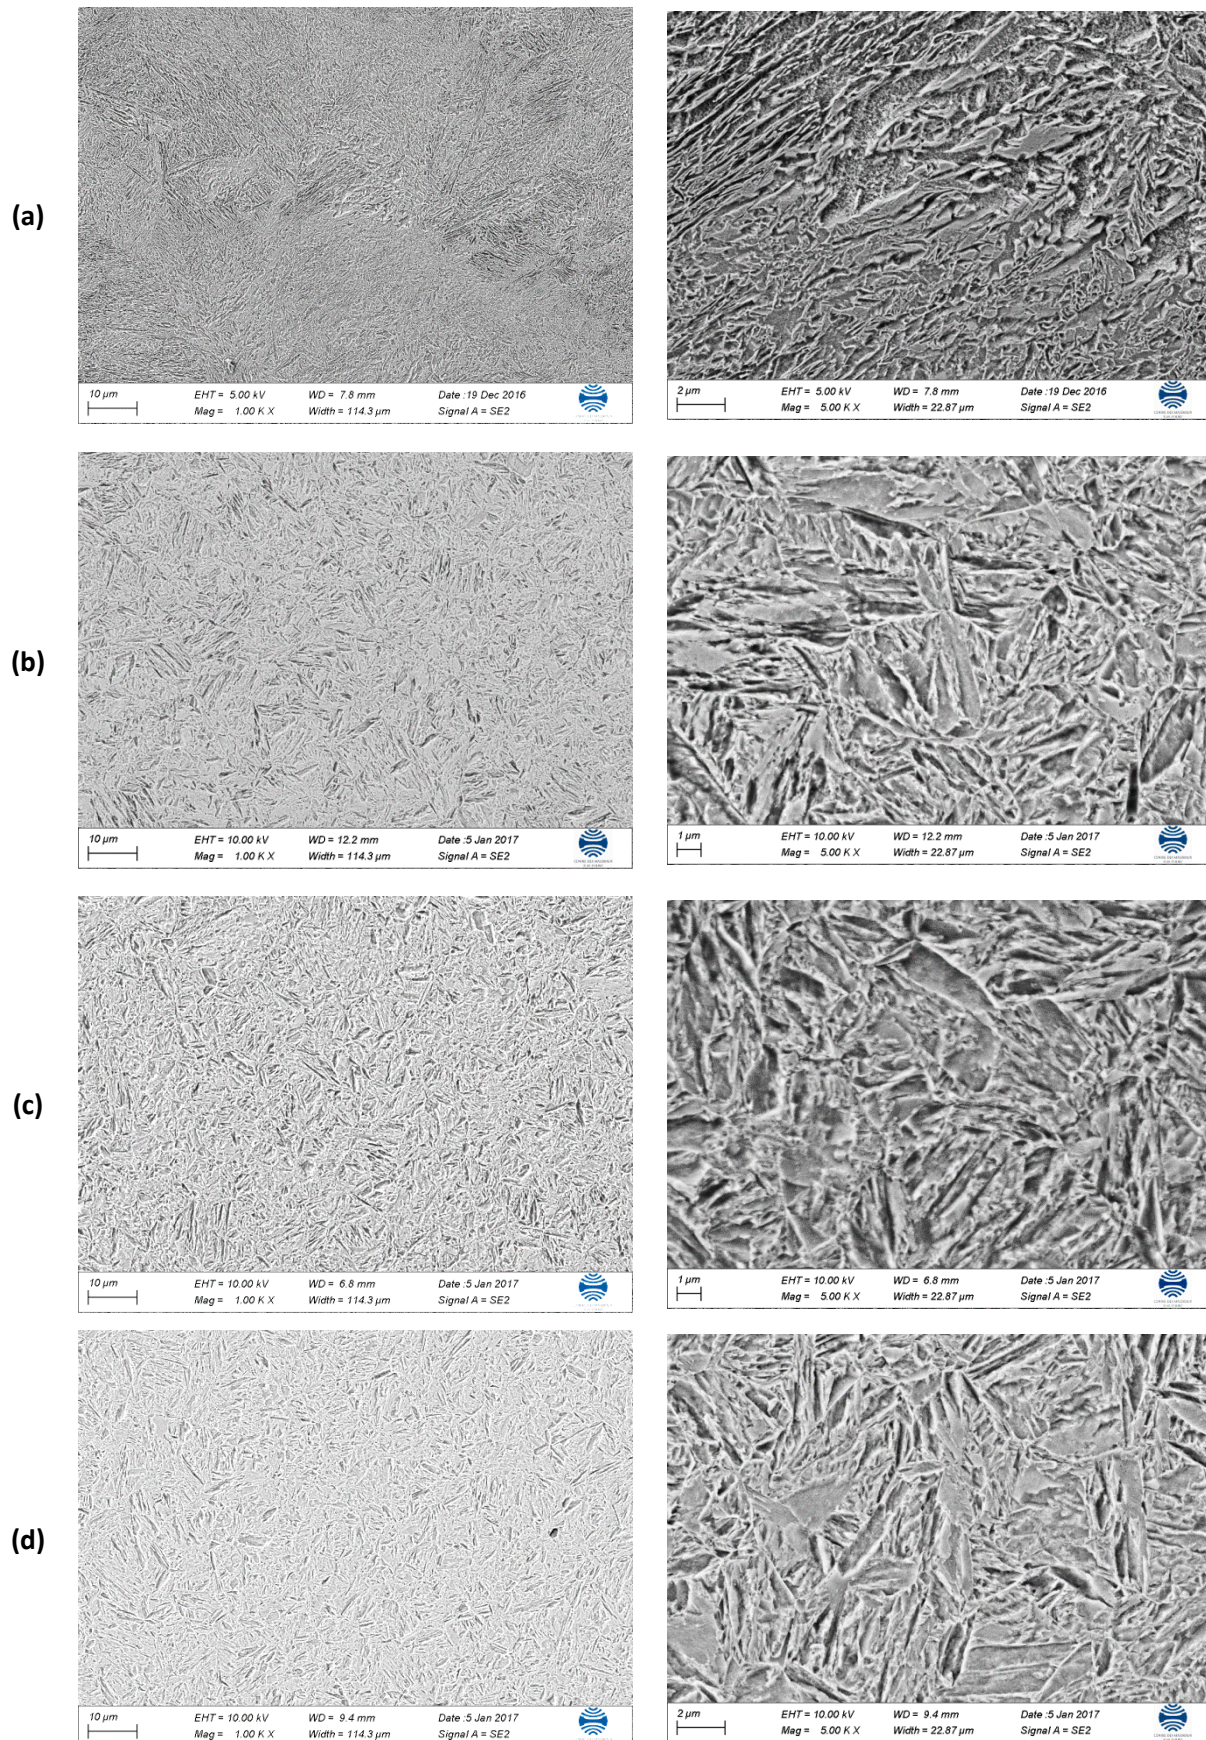 (a)
10 µm EHT = 5.00 kV WD = 7.8 mm Date :19 Dec 2016
Mag = 1.00 K X Width = 114.3 µm Signal A = SE2
2 µm EHT = 5.00 kV WD = 7.8 mm Date :19 Dec 2016
Mag = 5.00 K X Width = 22.87 µm Signal A = SE2
(b)
10 µm EHT = 10.00 kV WD = 12.2 mm Date :5 Jan 2017
Mag = 1.00 K X Width = 114.3 µm Signal A = SE2
1 µm EHT = 10.00 kV WD = 12.2 mm Date :5 Jan 2017
Mag = 5.00 K X Width = 22.87 µm Signal A = SE2
(c)
10 µm EHT = 10.00 kV WD = 6.8 mm Date :5 Jan 2017
Mag = 1.00 K X Width = 114.3 µm Signal A = SE2
1 µm EHT = 10.00 kV WD = 6.8 mm Date :5 Jan 2017
Mag = 5.00 K X Width = 22.87 µm Signal A = SE2
(d)
10 µm EHT = 10.00 kV WD = 9.4 mm Date :5 Jan 2017
Mag = 1.00 K X Width = 114.3 µm Signal A = SE2
2 µm EHT = 10.00 kV WD = 9.4 mm Date :5 Jan 2017
Mag = 5.00 K X Width = 22.87 µm Signal A = SE2